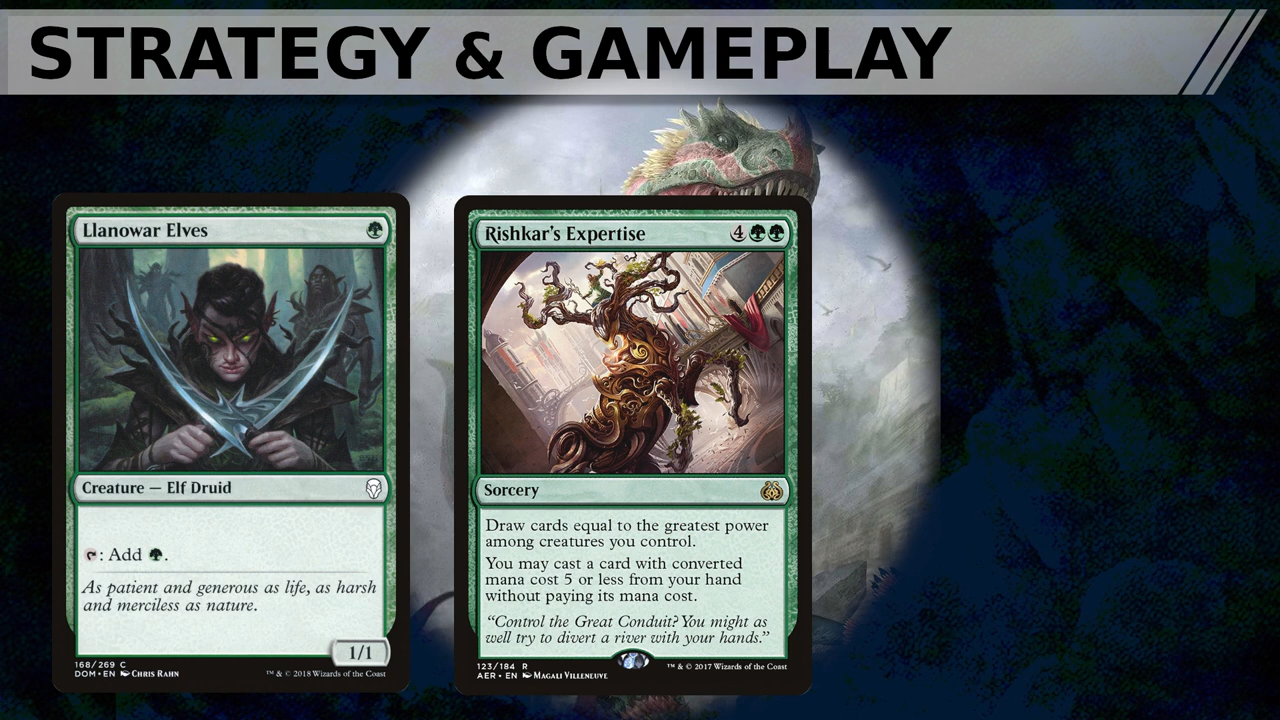 STRATEGY & GAMEPLAY
Llanowar Elves
Creature — Elf Druid
: Add .
As patient and generous as life, as harsh
and merciless as nature.
1/1
168/269 C
DOM • EN CHRIS RAHN
™ & © 2018 Wizards of the Coast
Rishkar's Expertise 4
Sorcery
Draw cards equal to the greatest power
among creatures you control.
You may cast a card with converted
mana cost 5 or less from your hand
without paying its mana cost.
"Control the Great Conduit? You might as
well try to divert a river with your hands."
123/184 R
AER • EN MAGALI VILLENEUVE
™ & © 2017 Wizards of the Coast